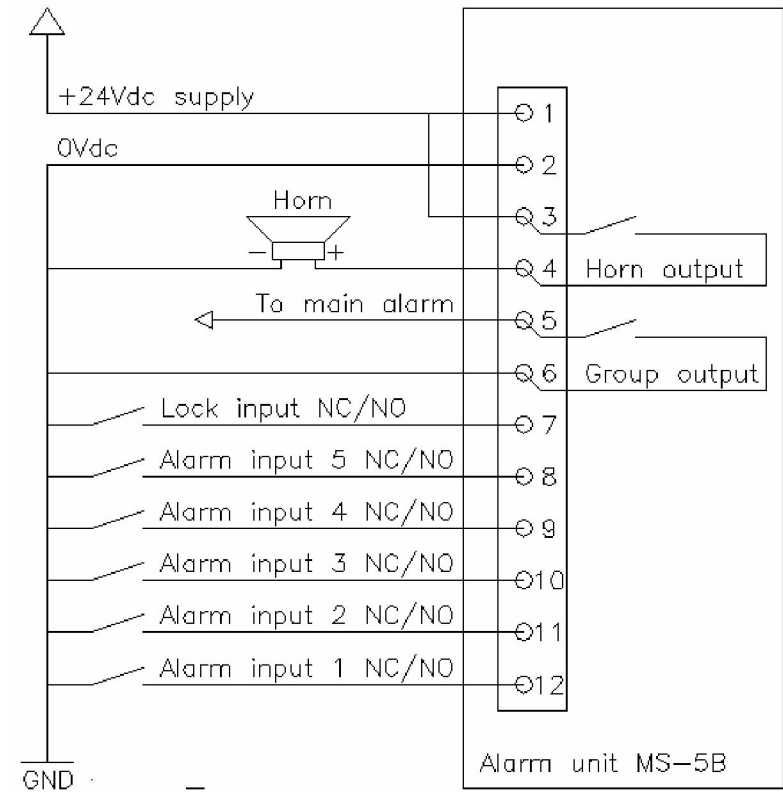 +24Vdc supply
1
0Vdc
2
Horn
3
- +
4 Horn output
To main alarm
5
6 Group output
Lock input NC/NO
7
Alarm input 5 NC/NO
8
Alarm input 4 NC/NO
9
Alarm input 3 NC/NO
10
Alarm input 2 NC/NO
11
Alarm input 1 NC/NO
12
Alarm unit MS-5B
GND